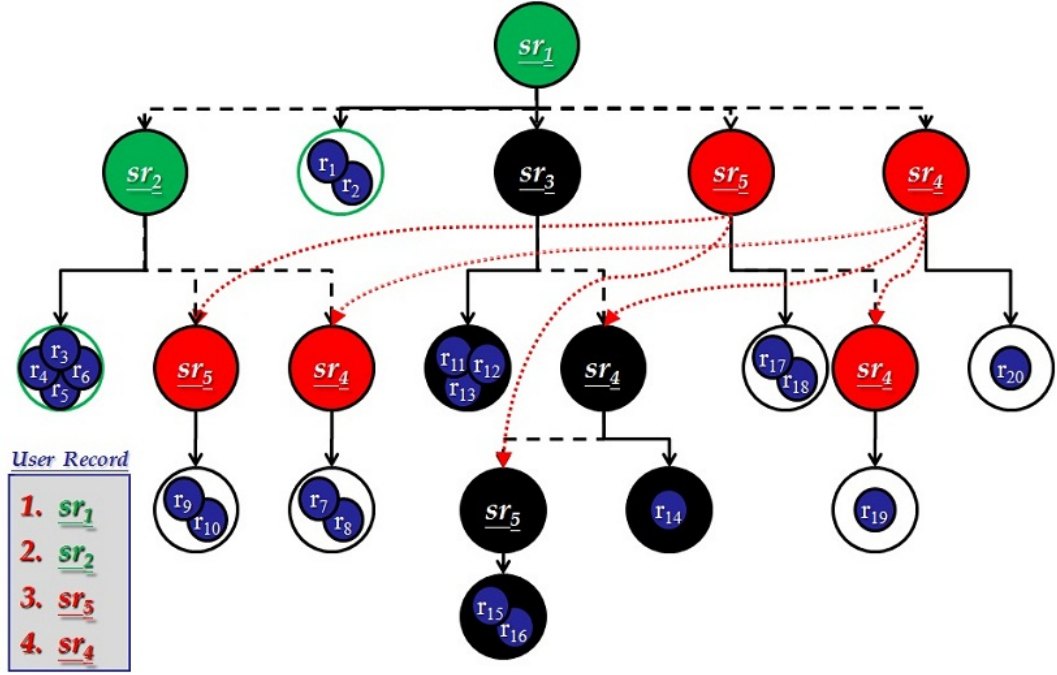 sr1
sr2
r1
r2
sr3
sr5
sr4
r3
r4
r6
r5
sr5
sr4
r11
r12
r13
sr4
r17
r18
sr4
r20
User Record
1. sr1
2. sr2
3. sr5
4. sr4
r9
r10
r7
r8
sr5
r14
r19
r15
r16